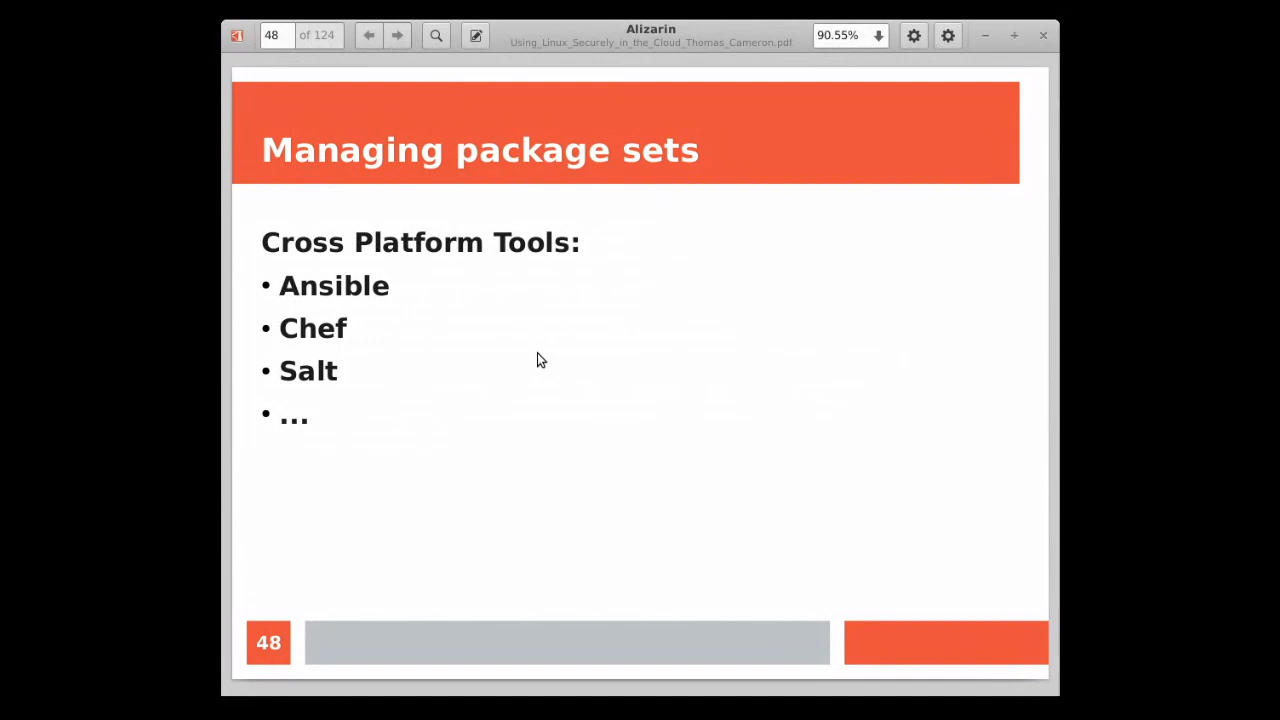 48 of 124
Alizarin
Using_Linux_Securely_in_the_Cloud_Thomas_Cameron.pdf
90.55%
Managing package sets
Cross Platform Tools:
• Ansible
• Chef
• Salt
• ...
48